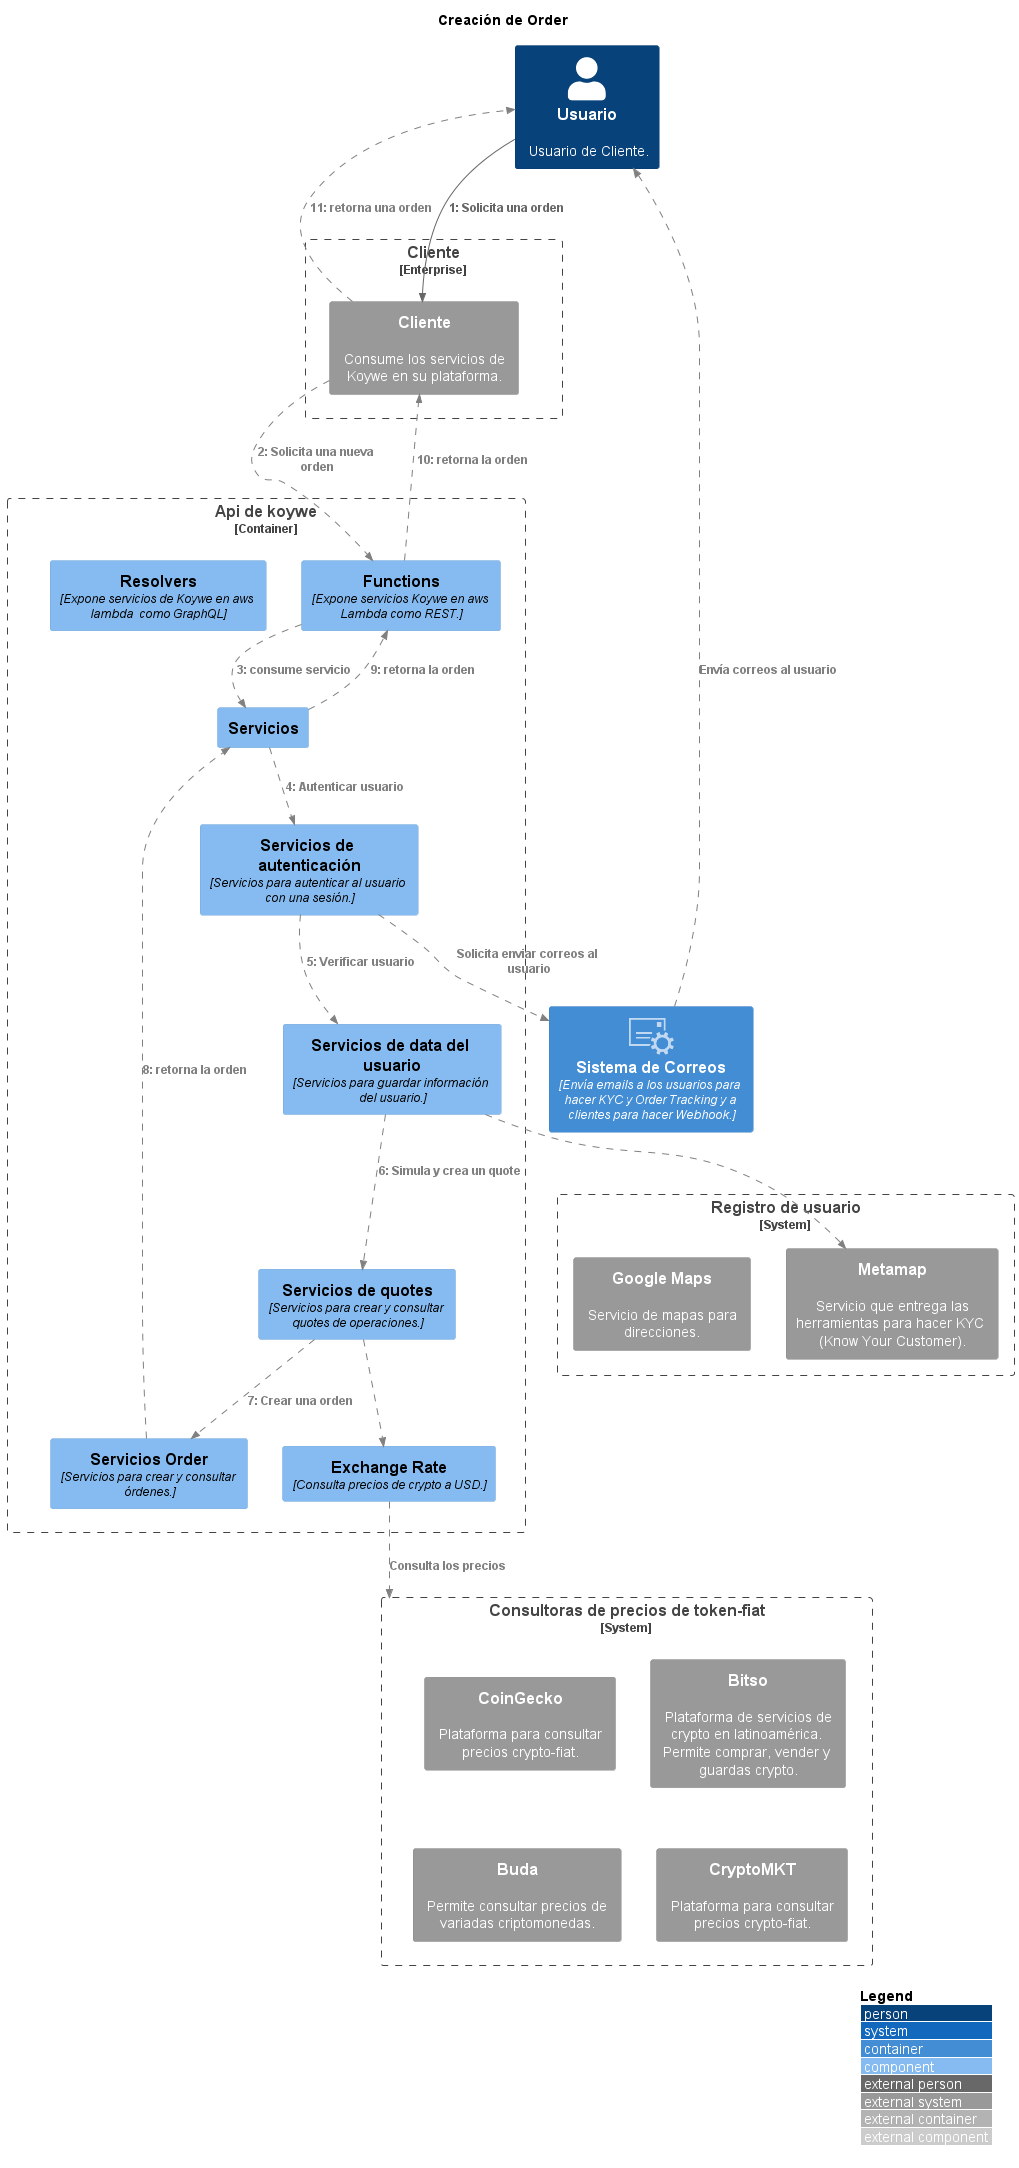 Creación de Order
Usuario
Usuario de Cliente.
11: retorna una orden
1: Solicita una orden
Cliente
[Enterprise]
Cliente
Consume los servicios de
Koywe en su plataforma.
2: Solicita una nueva
orden
10: retorna la orden
Api de koywe
[Container]
Resolvers
[Expone servicios de Koywe en aws
lambda  como GraphQL]
Functions
[Expone servicios Koywe en aws
Lambda como REST.]
3: consume servicio
9: retorna la orden
Envía correos al usuario
Servicios
4: Autenticar usuario
Servicios de
autenticación
[Servicios para autenticar al usuario
con una sesión.]
5: Verificar usuario
Solicita enviar correos al
usuario
Servicios de data del
usuario
[Servicios para guardar información
del usuario.]
Sistema de Correos
[Envía emails a los usuarios para
hacer KYC y Order Tracking y a
clientes para hacer Webhook.]
8: retorna la orden
6: Simula y crea un quote
Registro de usuario
[System]
Google Maps
Servicio de mapas para
direcciones.
Metamap
Servicio que entrega las
herramientas para hacer KYC
(Know Your Customer).
Servicios de quotes
[Servicios para crear y consultar
quotes de operaciones.]
7: Crear una orden
Servicios Order
[Servicios para crear y consultar
órdenes.]
Exchange Rate
[Consulta precios de crypto a USD.]
Consulta los precios
Consultoras de precios de token-fiat
[System]
CoinGecko
Plataforma para consultar
precios crypto-fiat.
Bitso
Plataforma de servicios de
crypto en latinoamérica.
Permite comprar, vender y
guardas crypto.
Buda
Permite consultar precios de
variadas criptomonedas.
CryptoMKT
Plataforma para consultar
precios crypto-fiat.
Legend
person
system
container
component
external person
external system
external container
external component